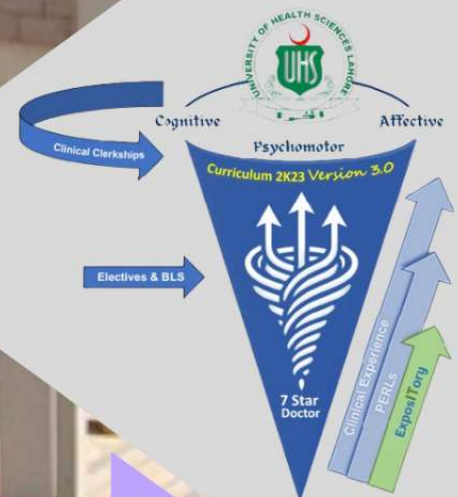 UNIVERSITY OF HEALTH SCIENCES LAHORE
UHS
Cognitive
Affective
Psychomotor
Clinical Clerkships
Curriculum 2K23 Version 3.0
Electives & BLS
7 Star
Doctor
Clinical Experience
PERLs
ExposITory